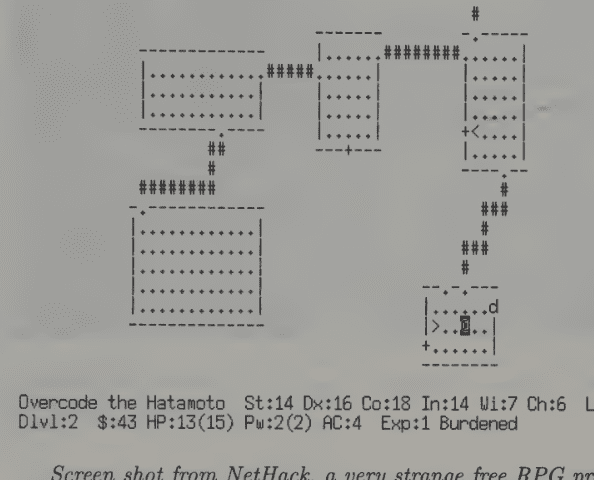 Overcode the Hatamoto St:14 Dx:16 Co:18 In:14 Wi:7 Ch:6 L
Dlvl:2 $:43 HP:13(15) Pw:2(2) AC:4 Exp:1 Burdened
Screen shot from NetHack, a very strange free RPG pr